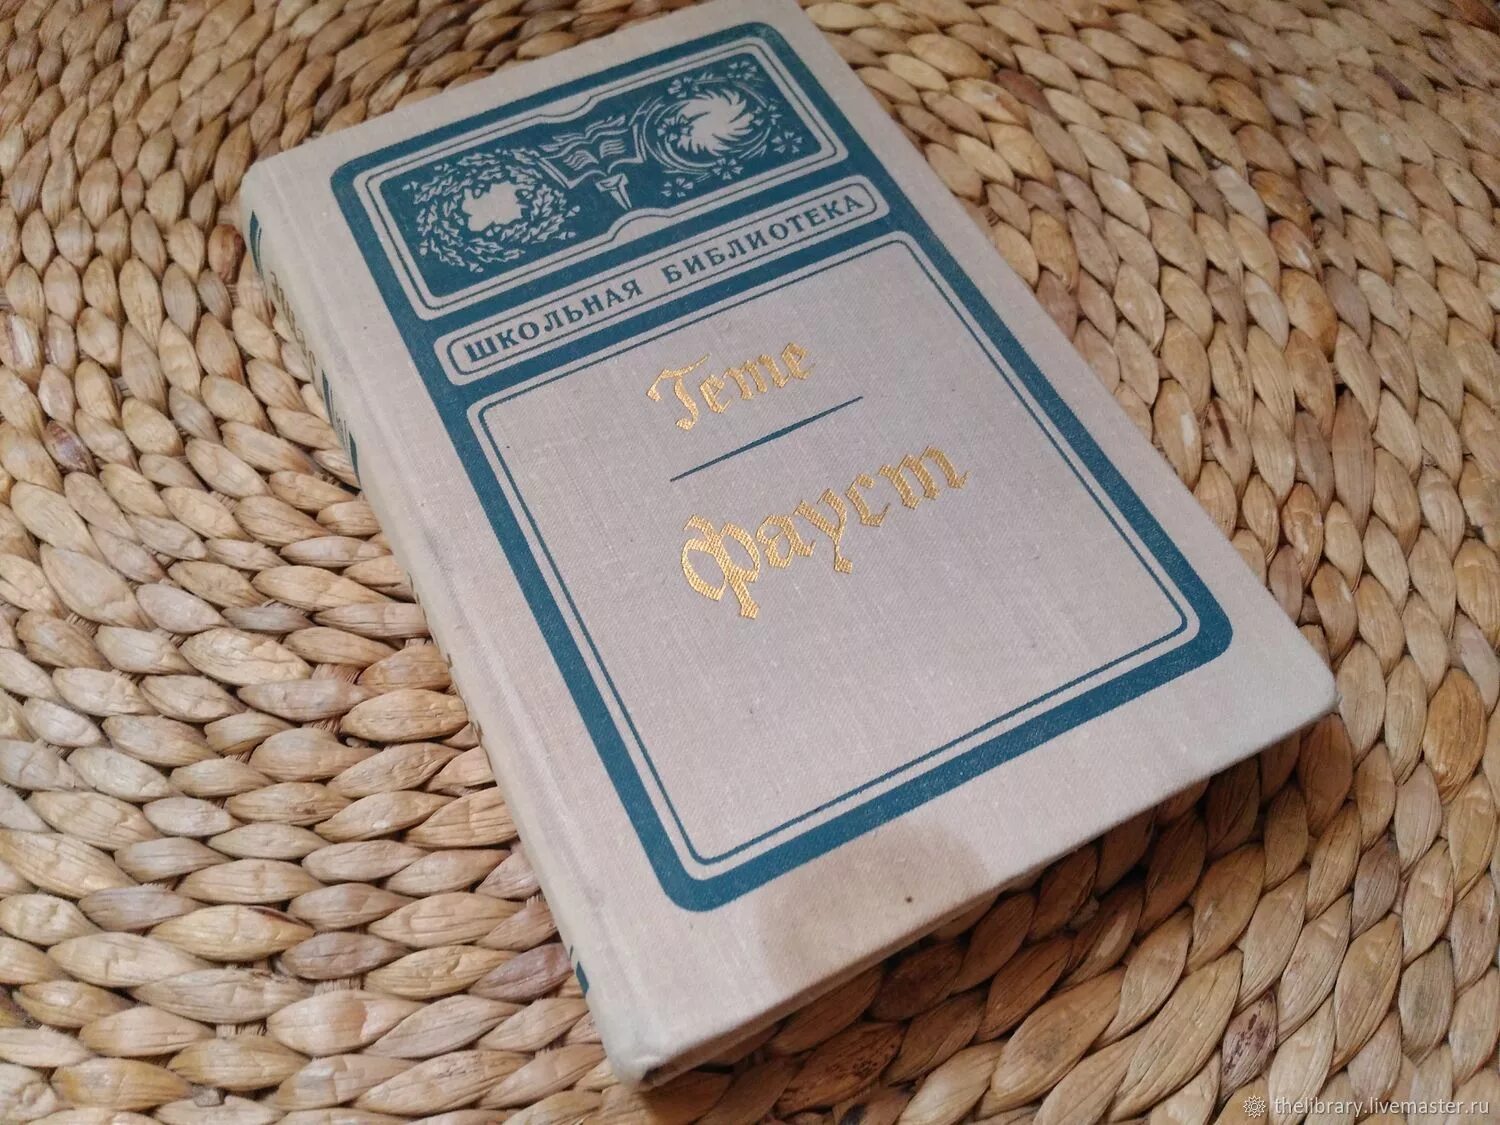 ШКОЛЬНАЯ БИБЛИОТЕКА
Гете
Фауст
thelibrary.livemaster.ru